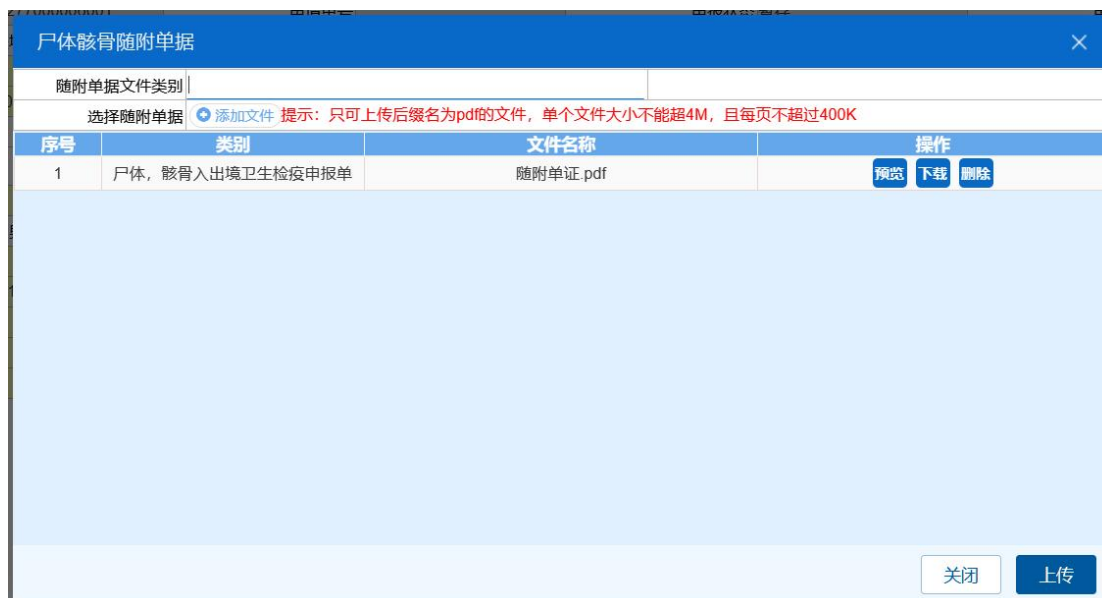 尸体骸骨随附单据
随附单据文件类别
选择随附单据 添加文件 提示：只可上传后缀名为pdf的文件，单个文件大小不能超4M，且每页不超过400K
序号 类别 文件名称 操作
1 尸体，骸骨入出境卫生检疫申报单 随附单证.pdf 预览 下载 删除
关闭 上传